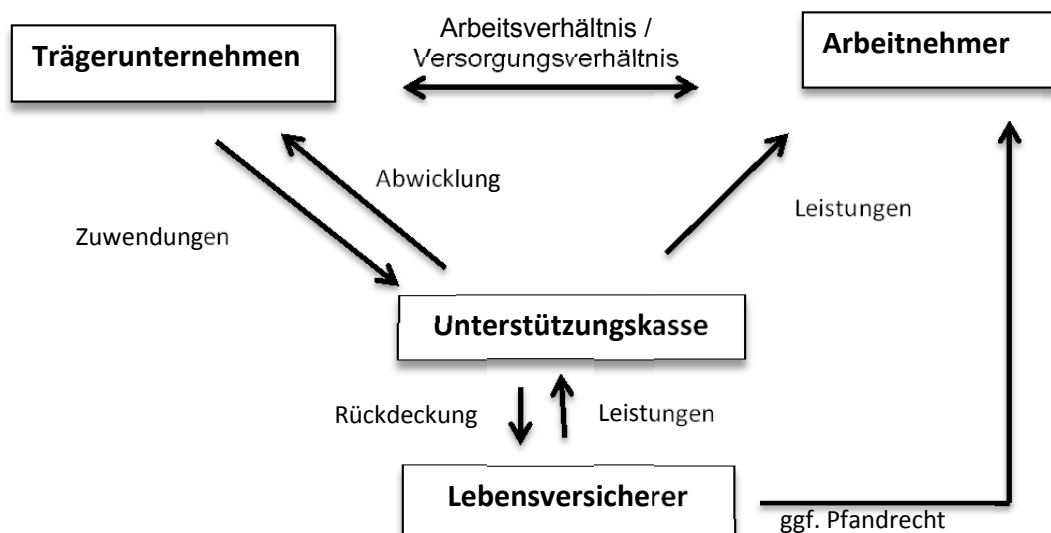 Trägerunternehmen
Arbeitsverhältnis /
Versorgungsverhältnis
Arbeitnehmer
Abwicklung
Zuwendungen
Leistungen
Unterstützungskasse
Rückdeckung
Leistungen
Lebensversicherer
ggf. Pfandrecht